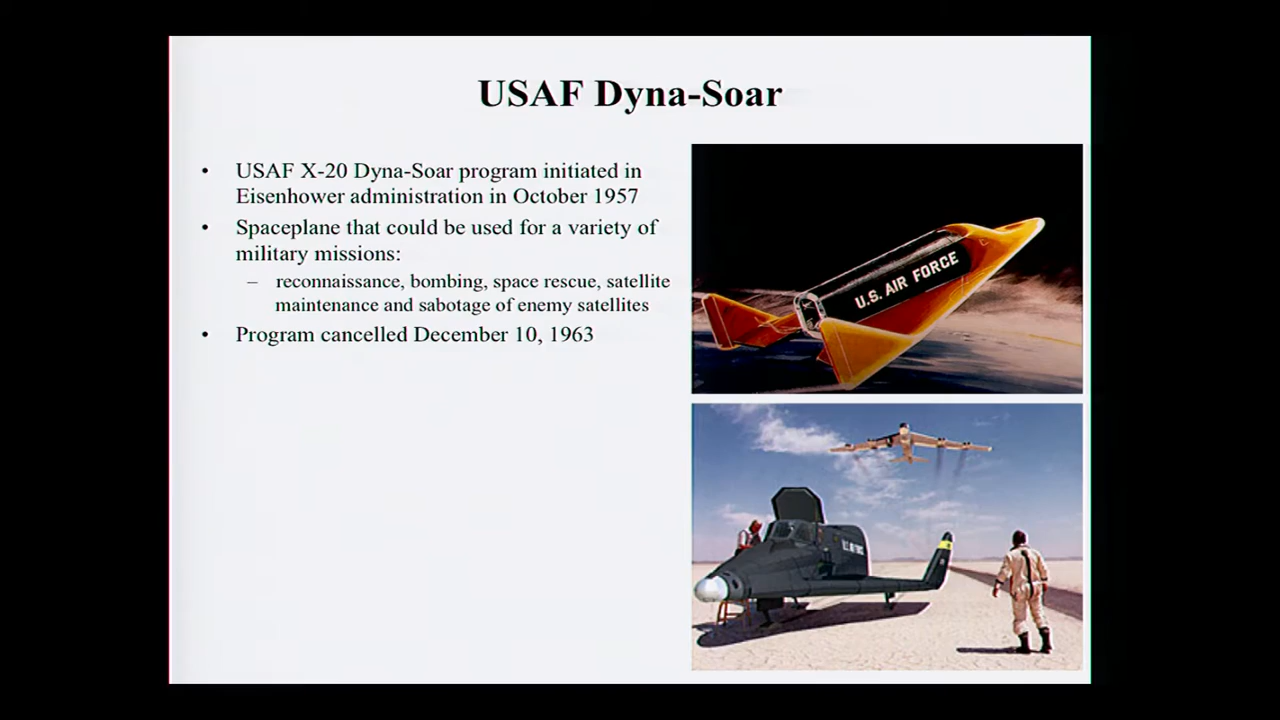 USAF Dyna-Soar
• USAF X-20 Dyna-Soar program initiated in
Eisenhower administration in October 1957
• Spaceplane that could be used for a variety of
military missions:
– reconnaissance, bombing, space rescue, satellite
maintenance and sabotage of enemy satellites
• Program cancelled December 10, 1963
U.S. AIR FORCE
U.S. AIR FORCE